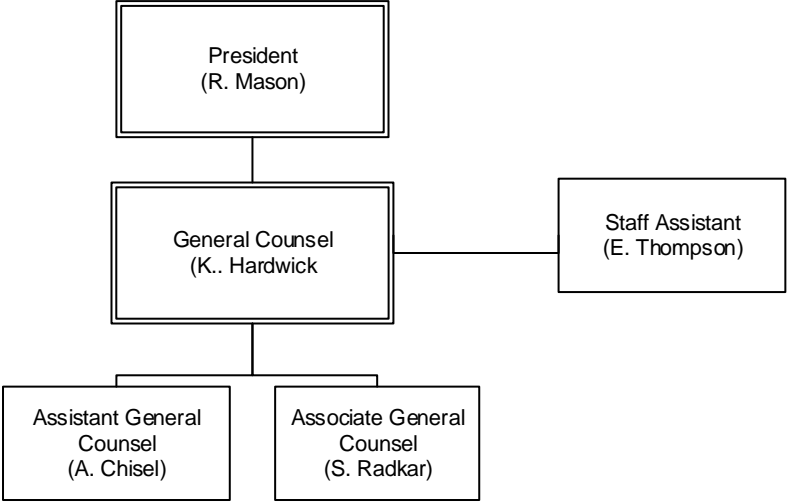 President
(R. Mason)
General Counsel
(K.. Hardwick
Staff Assistant
(E. Thompson)
Assistant General
Counsel
(A. Chisel)
Associate General
Counsel
(S. Radkar)